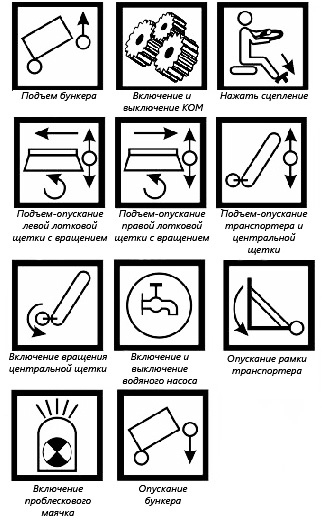 Подъем бункера
Включение и
выключение КОМ
Нажать сцепление
Подъем-опускание
левой лотковой
щетки с вращением
Подъем-опускание
правой лотковой
щетки с вращением
Подъем-опускание
транспортера и
центральной
щетки
Включение вращения
центральной щетки
Включение и
выключение
водяного насоса
Опускание рамки
транспортера
Включение
проблескового
маячка
Опускание
бункера